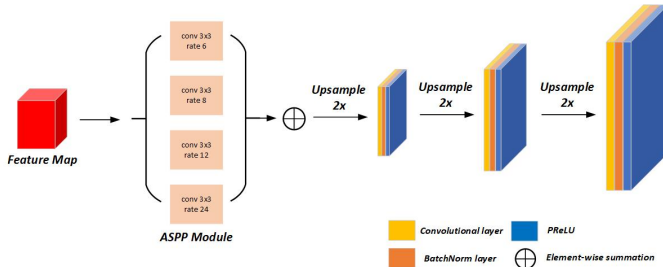 conv 3x3
rate 6
conv 3x3
rate 8
conv 3x3
rate 12
conv 3x3
rate 24
Feature Map
ASPP Module
Upsample
2x
Upsample
2x
Upsample
2x
Convolutional layer
PReLU
BatchNorm layer
Element-wise summation